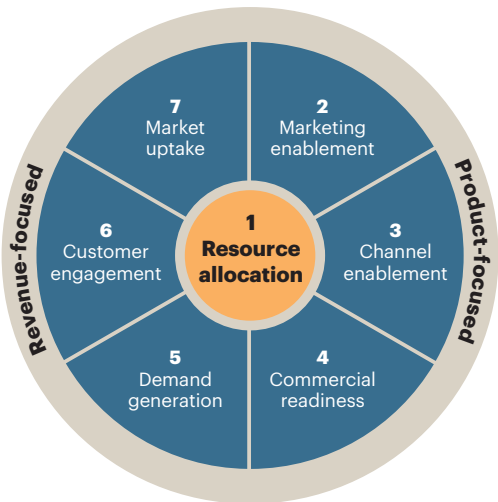 1
Resource
allocation
2
Marketing
enablement
3
Channel
enablement
4
Commercial
readiness
5
Demand
generation
6
Customer
engagement
7
Market
uptake
Revenue-focused
Product-focused